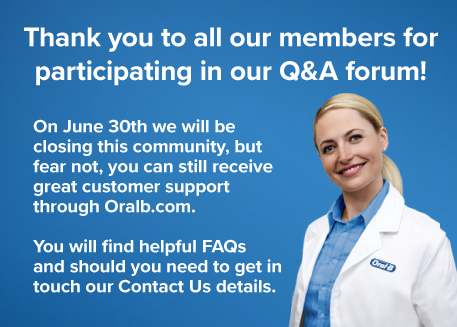 Thank you to all our members for
participating in our Q&A forum!
On June 30th we will be
closing this community, but
fear not, you can still receive
great customer support
through Oralb.com.
You will find helpful FAQs
and should you need to get in
touch our Contact Us details.
Oral-B